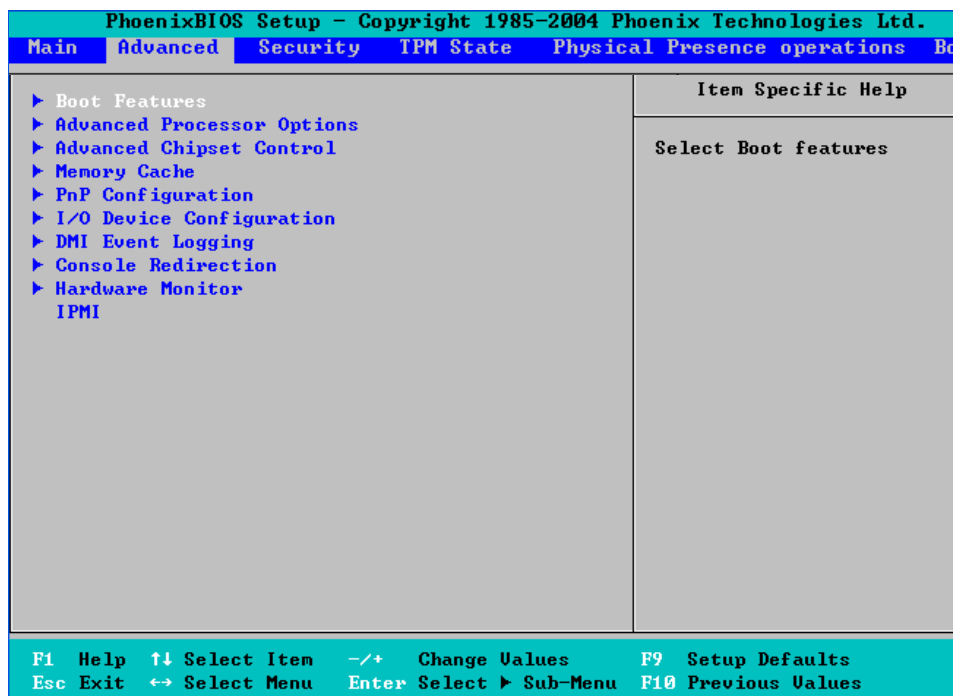 PhoenixBIOS Setup – Copyright 1985-2004 Phoenix Technologies Ltd.
Main Advanced Security TPM State Physical Presence operations Bo
Item Specific Help
Boot Features
Advanced Processor Options
Advanced Chipset Control
Memory Cache
PnP Configuration
I/O Device Configuration
DMI Event Logging
Console Redirection
Hardware Monitor
IPMI
Select Boot features
F1 Help ↑↓ Select Item -/+ Change Values F9 Setup Defaults
Esc Exit ↔ Select Menu Enter Select ► Sub-Menu F10 Previous Values